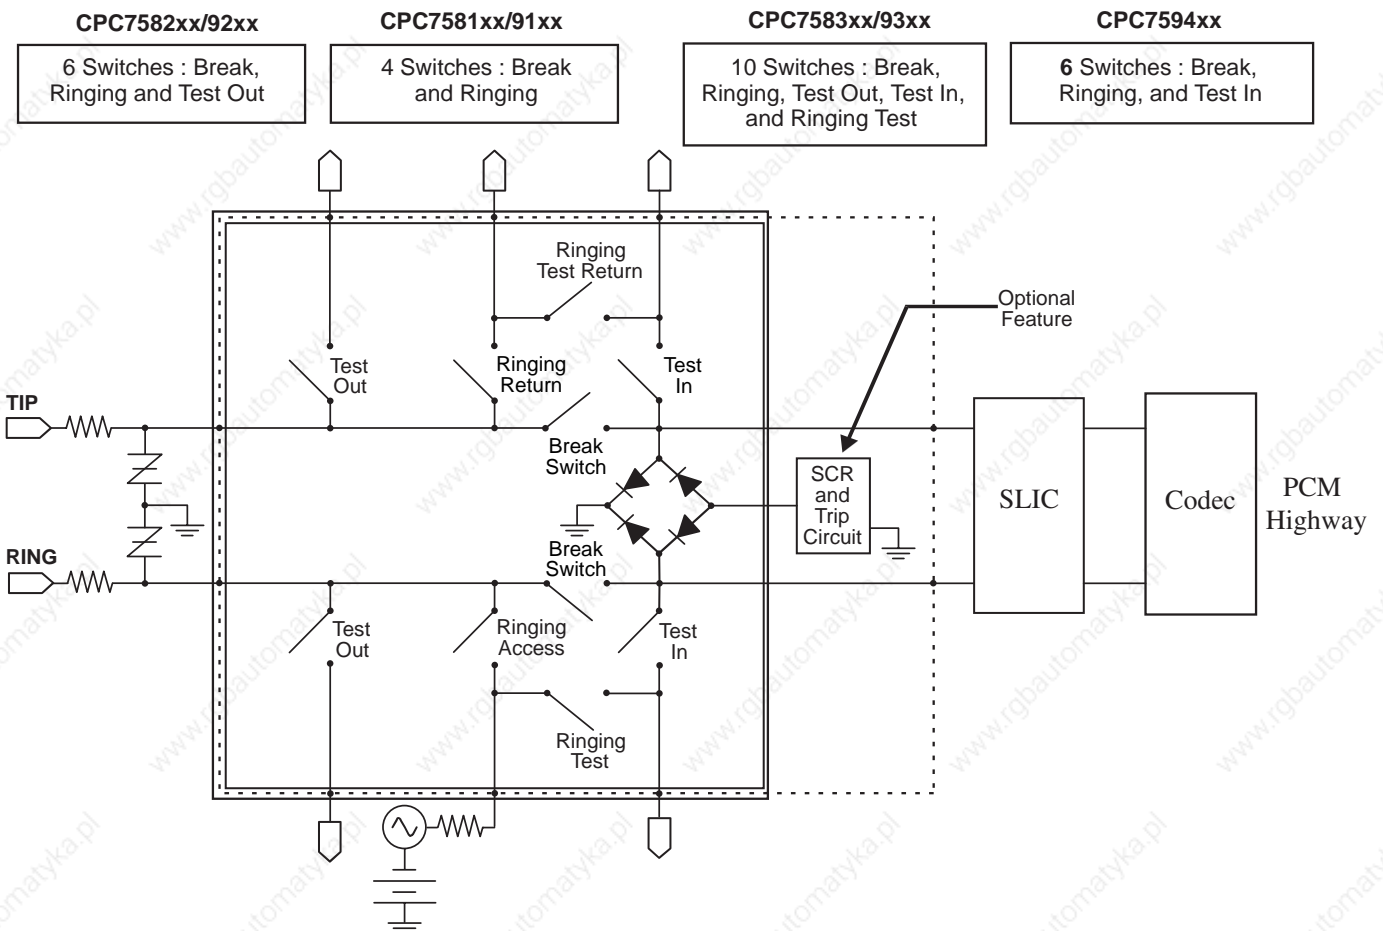 CPC7582xx/92xx
CPC7581xx/91xx
CPC7583xx/93xx
CPC7594xx
6 Switches : Break,
Ringing and Test Out
4 Switches : Break
and Ringing
10 Switches : Break,
Ringing, Test Out, Test In,
and Ringing Test
6 Switches : Break,
Ringing, and Test In
Ringing
Test Return
Optional
Feature
Test
Out
Ringing
Return
Test
In
TIP
Break
Switch
SCR
and
Trip
Circuit
SLIC
Codec
PCM
Highway
RING
Break
Switch
Test
Out
Ringing
Access
Test
In
Ringing
Test
www.rgbautomatyka.pl